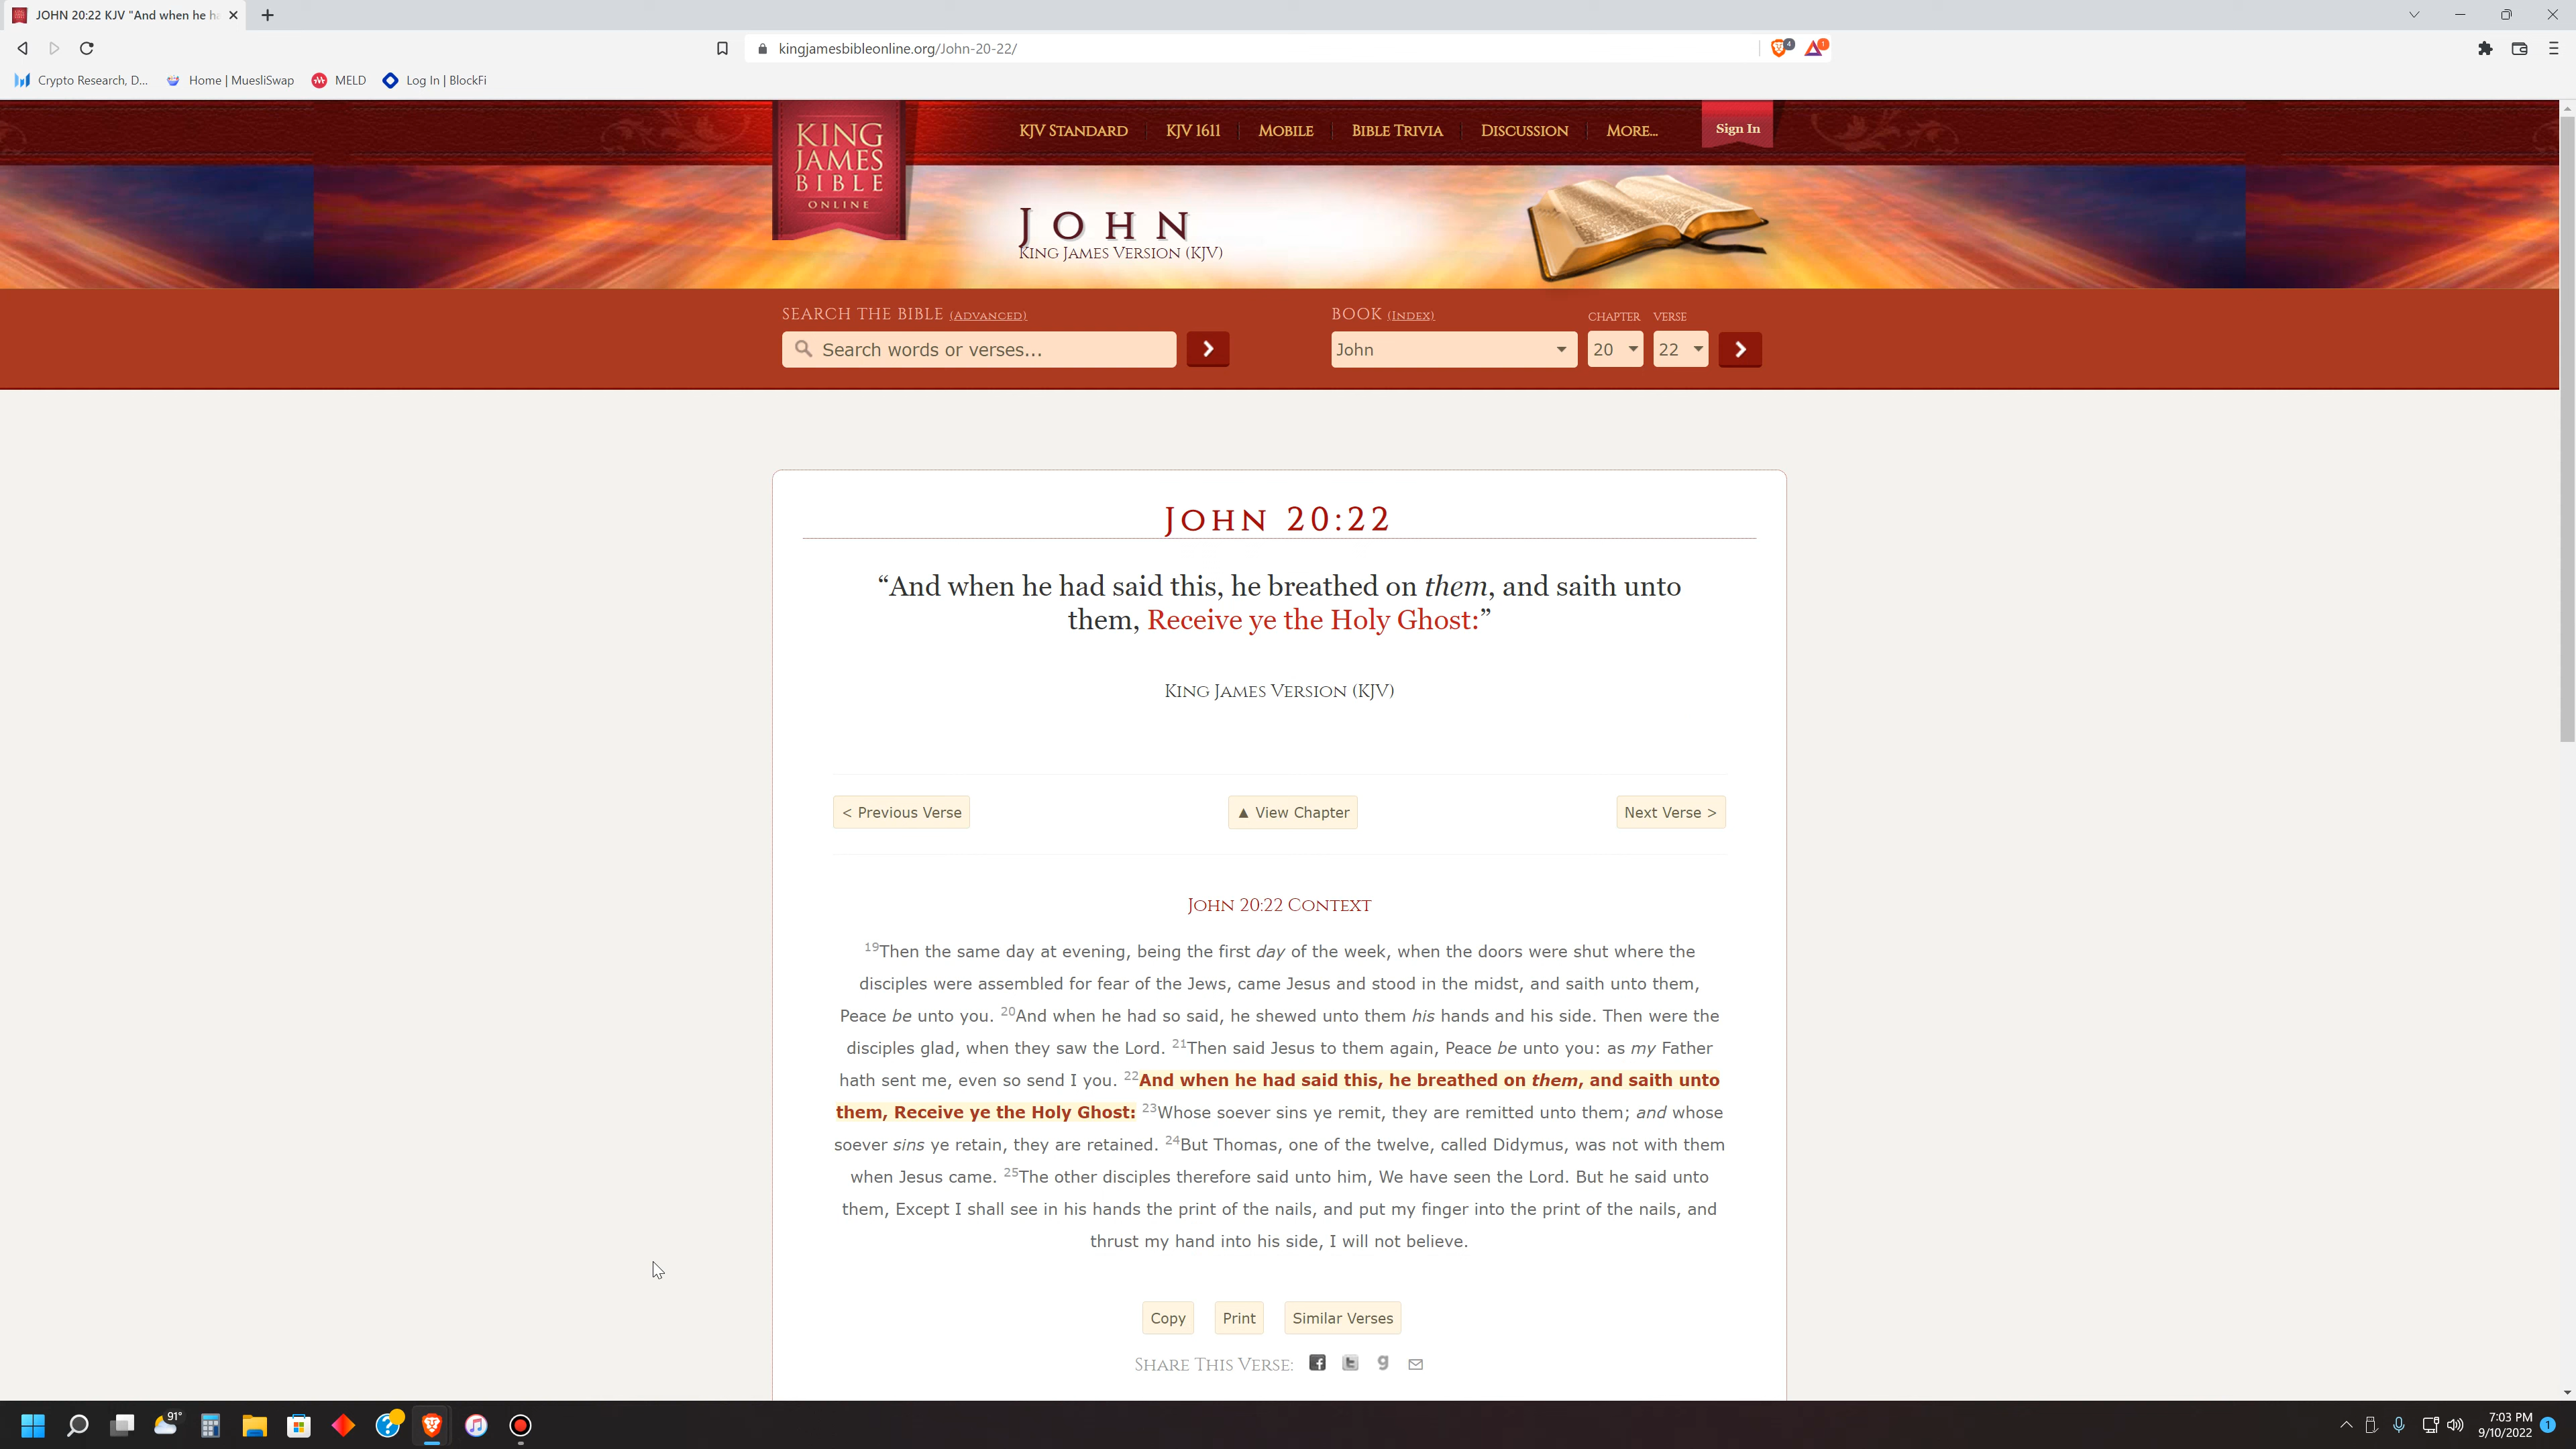 JOHN 20:22 KJV "And when he ha
kingjamesbibleonline.org/John-20-22/
4
1
Crypto Research, D...
Home | MuesliSwap
MELD
Log In | BlockFi
KING
JAMES
BIBLE
ONLINE
KJV Standard
KJV 1611
Mobile
Bible Trivia
Discussion
More...
Sign In
John
King James Version (KJV)
SEARCH THE BIBLE (Advanced)
BOOK (Index)
CHAPTER
VERSE
Search words or verses...
John
20
22
John 20:22
“And when he had said this, he breathed on them, and saith unto
them, Receive ye the Holy Ghost:”
King James Version (KJV)
< Previous Verse
▲ View Chapter
Next Verse >
John 20:22 Context
19Then the same day at evening, being the first day of the week, when the doors were shut where the
disciples were assembled for fear of the Jews, came Jesus and stood in the midst, and saith unto them,
Peace be unto you. 20And when he had so said, he shewed unto them his hands and his side. Then were the
disciples glad, when they saw the Lord. 21Then said Jesus to them again, Peace be unto you: as my Father
hath sent me, even so send I you. 22And when he had said this, he breathed on them, and saith unto
them, Receive ye the Holy Ghost: 23Whose soever sins ye remit, they are remitted unto them; and whose
soever sins ye retain, they are retained. 24But Thomas, one of the twelve, called Didymus, was not with them
when Jesus came. 25The other disciples therefore said unto him, We have seen the Lord. But he said unto
them, Except I shall see in his hands the print of the nails, and put my finger into the print of the nails, and
thrust my hand into his side, I will not believe.
Copy
Print
Similar Verses
Share This Verse:
91°
7:03 PM
9/10/2022
1